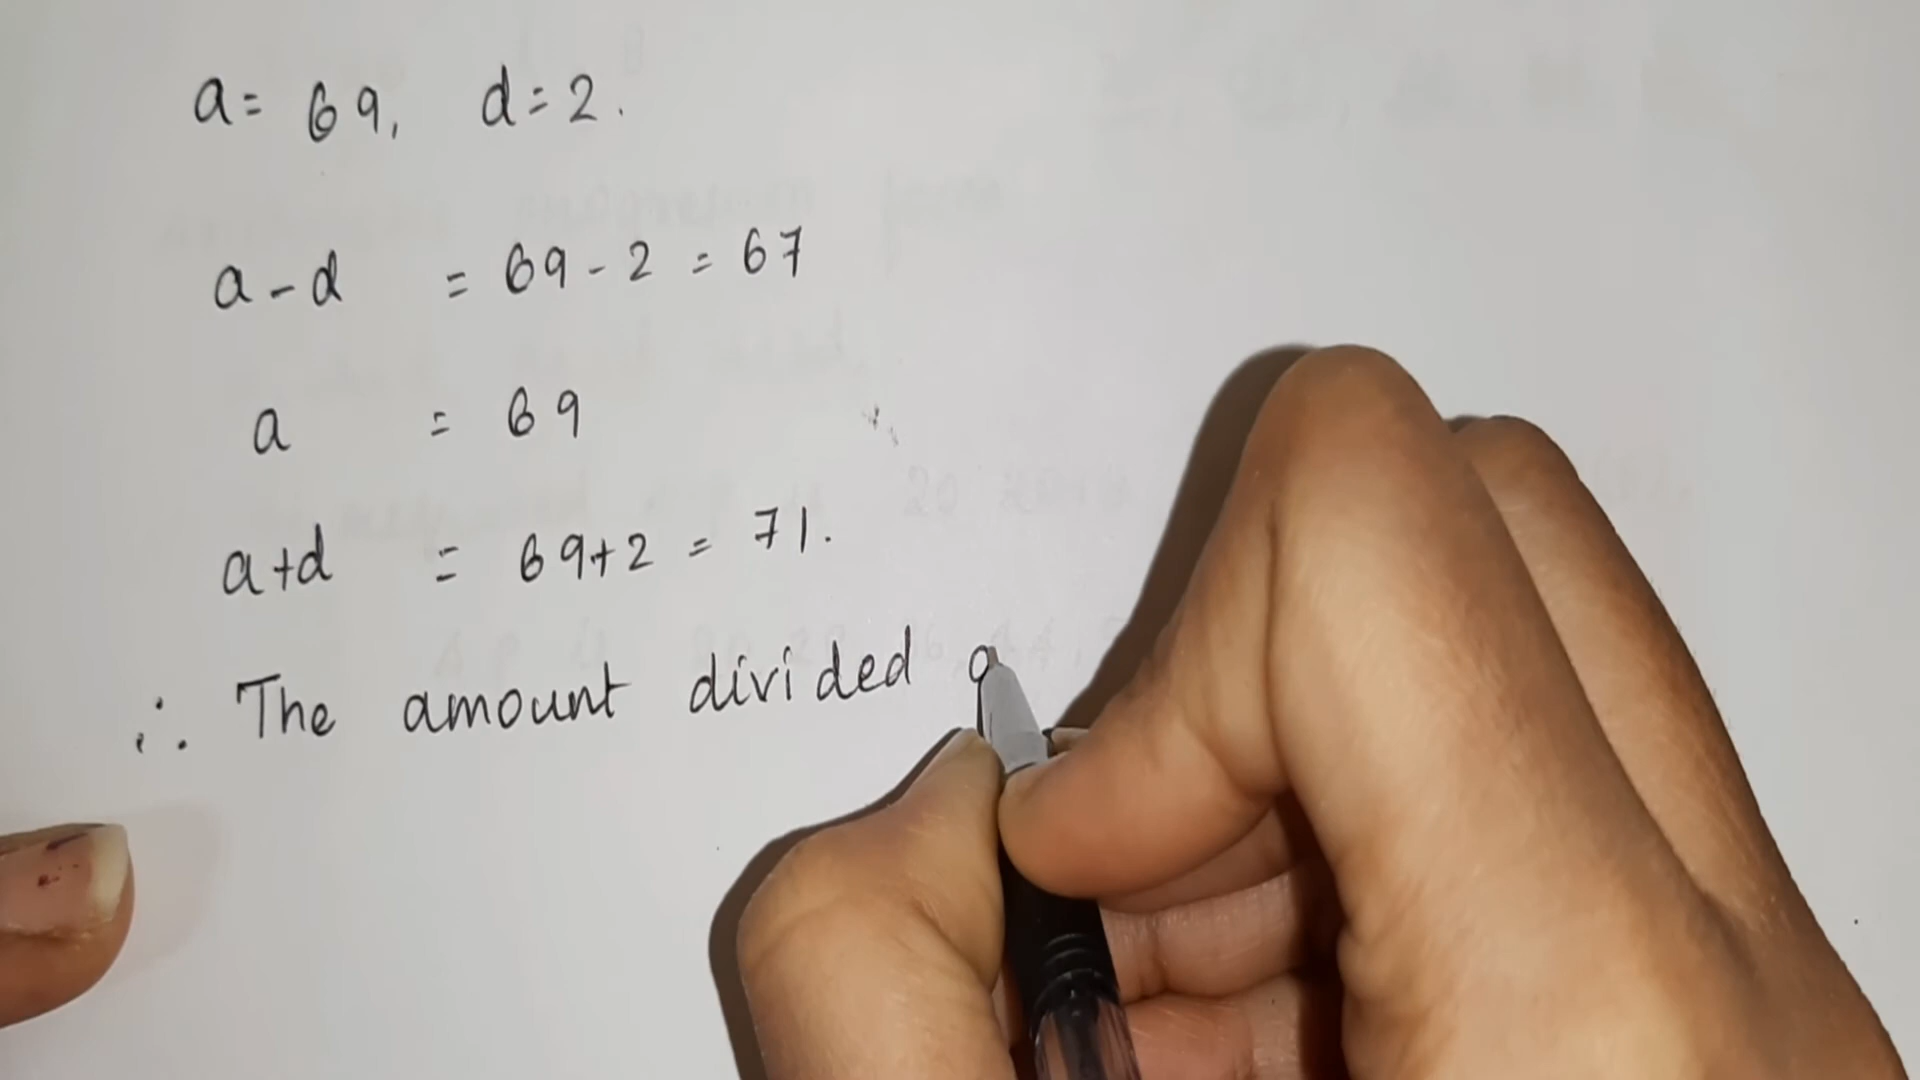 a = 69, d = 2.
a - d = 69 - 2 = 67
a = 69
a + d = 69 + 2 = 71.
∴ The amount divided a